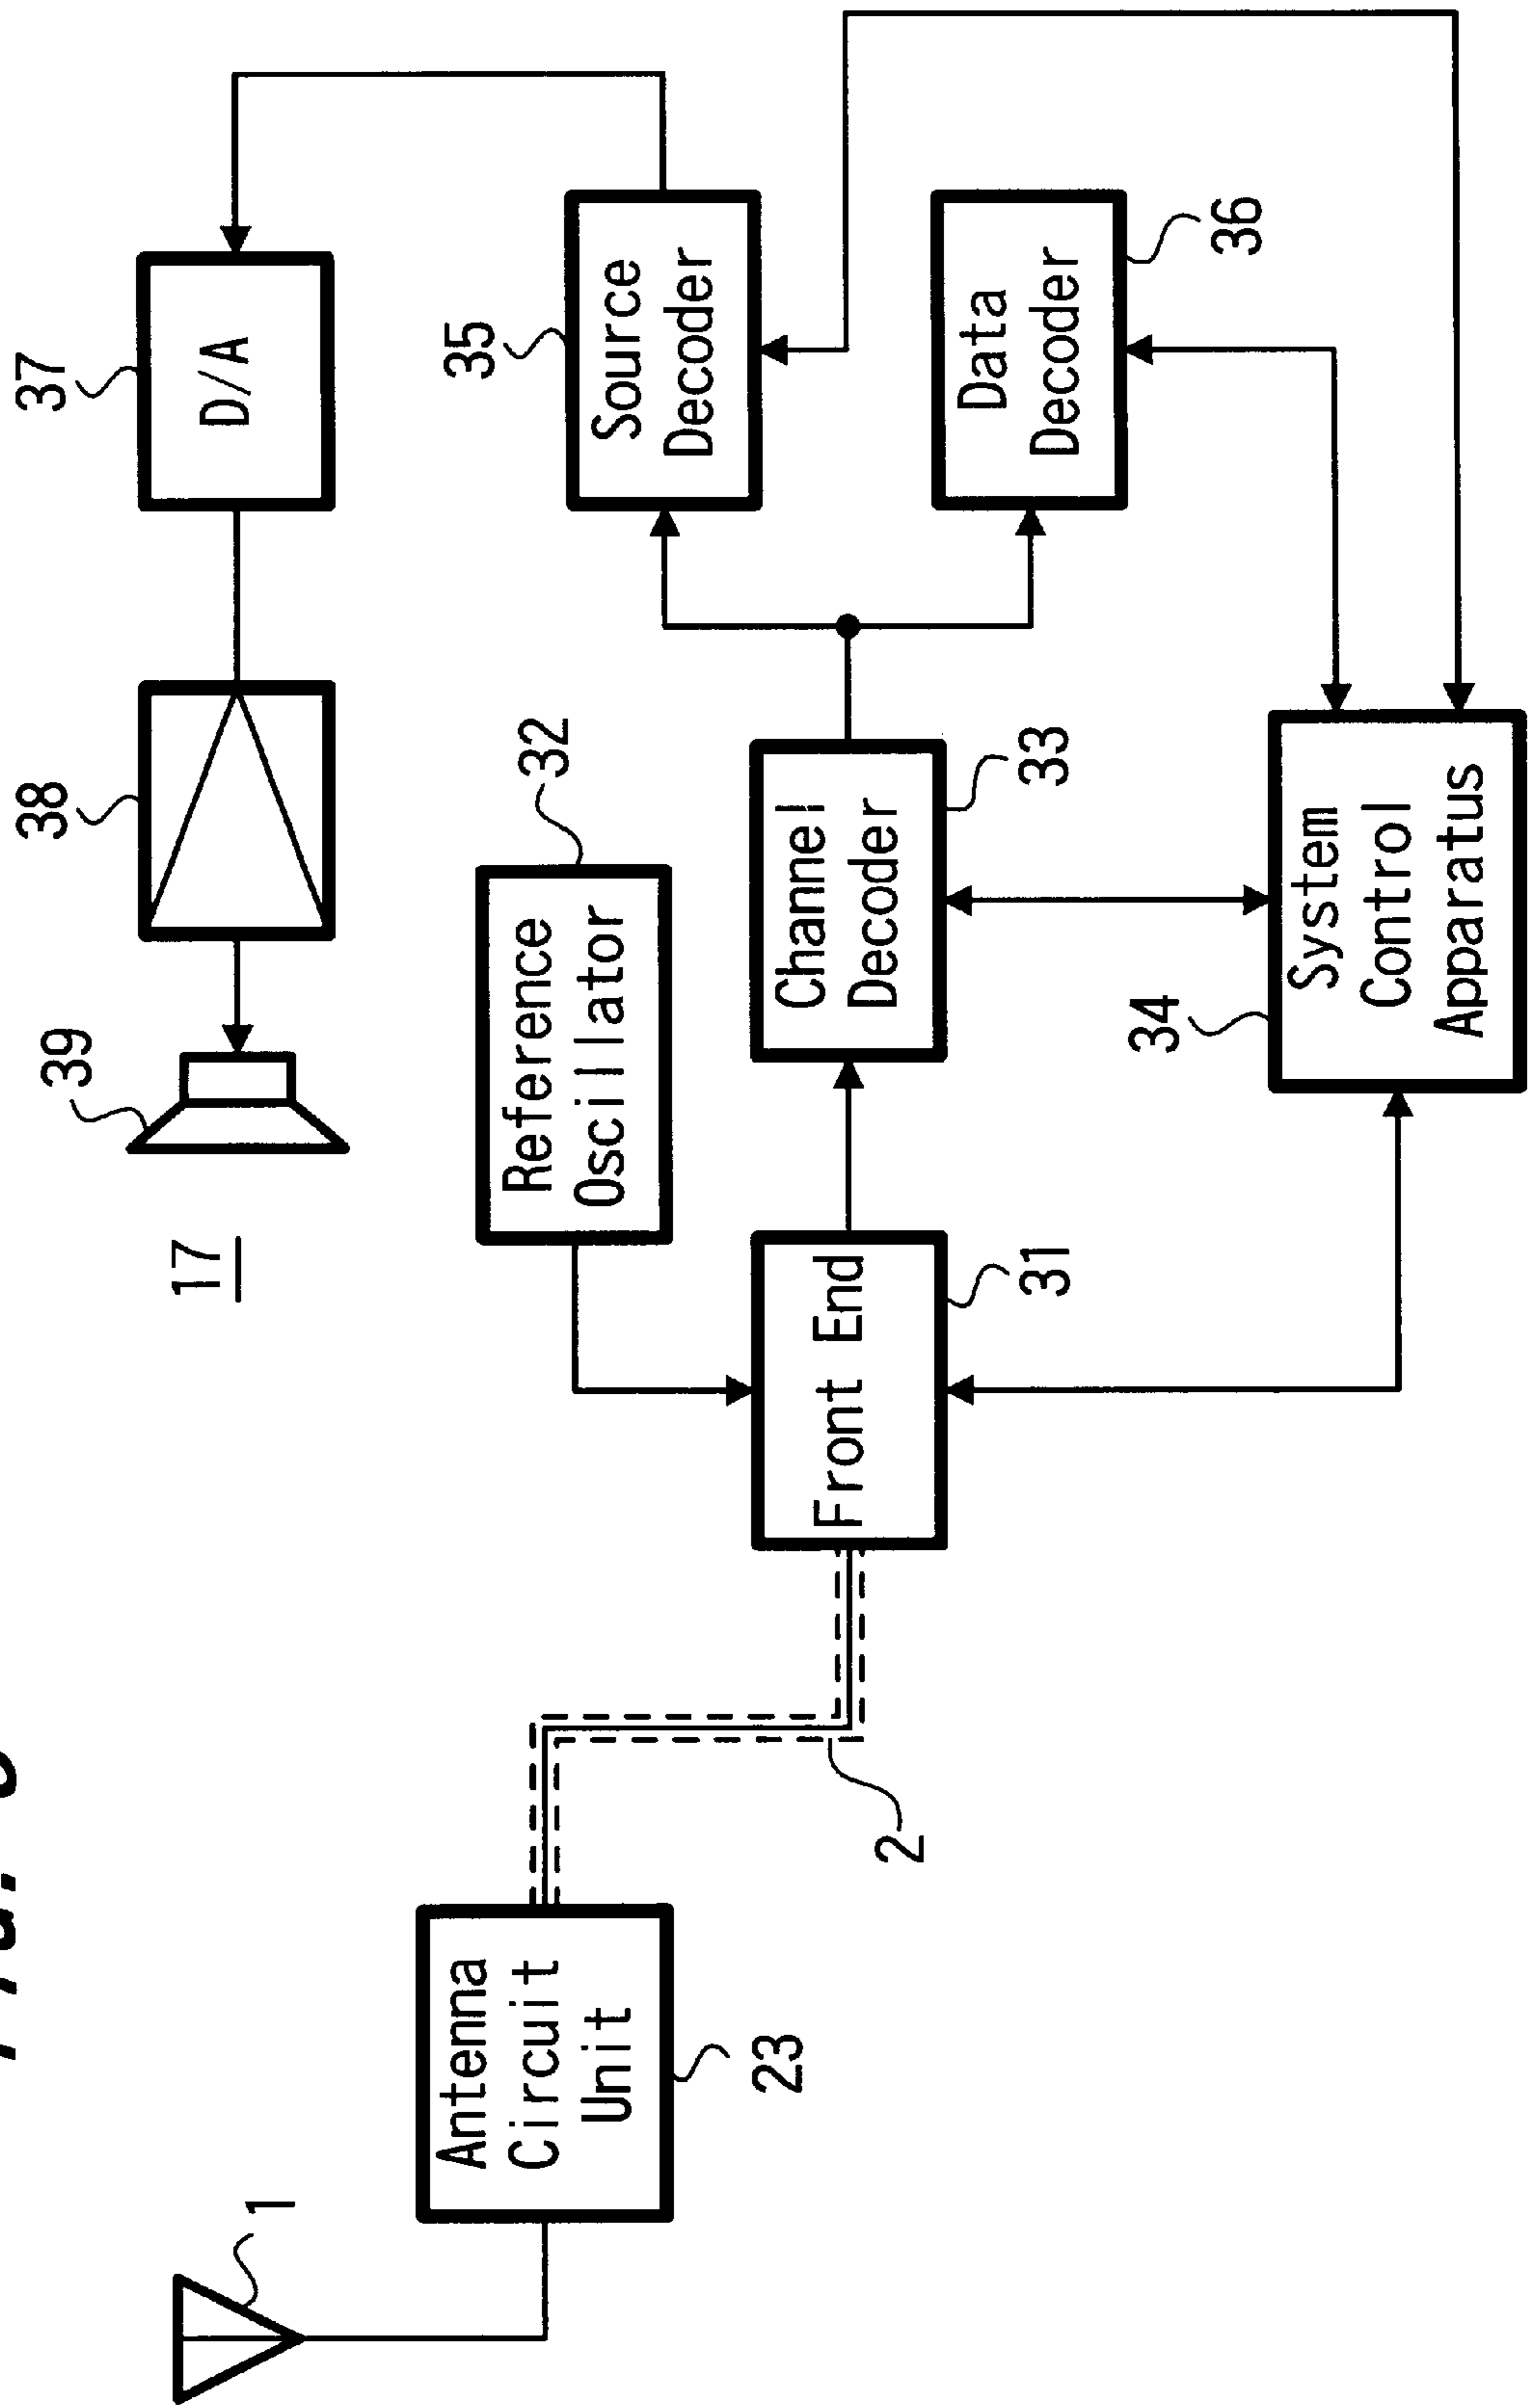 37
D/A
38
39
17
35
Source
Decoder
36
Data
Decoder
32
Reference
Oscillator
33
Channel
Decoder
34
System
Control
Apparatus
31
Front End
2
Antenna
Circuit
Unit
23
1